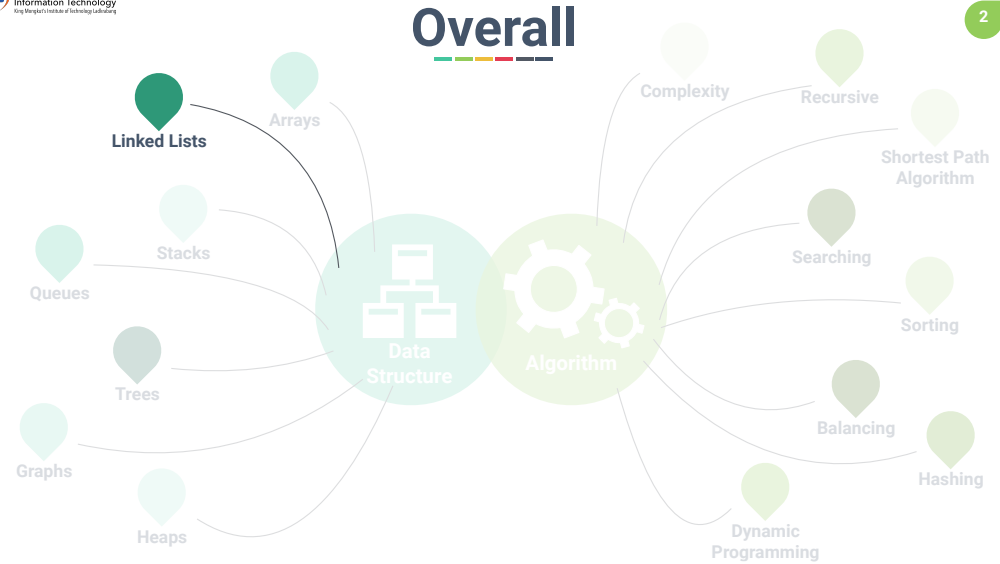 Information Technology
King Mongkut's Institute of Technology Ladkrabang
Overall
2
Linked Lists
Arrays
Stacks
Queues
Trees
Graphs
Heaps
Data
Structure
Algorithm
Complexity
Recursive
Shortest Path
Algorithm
Searching
Sorting
Balancing
Hashing
Dynamic
Programming